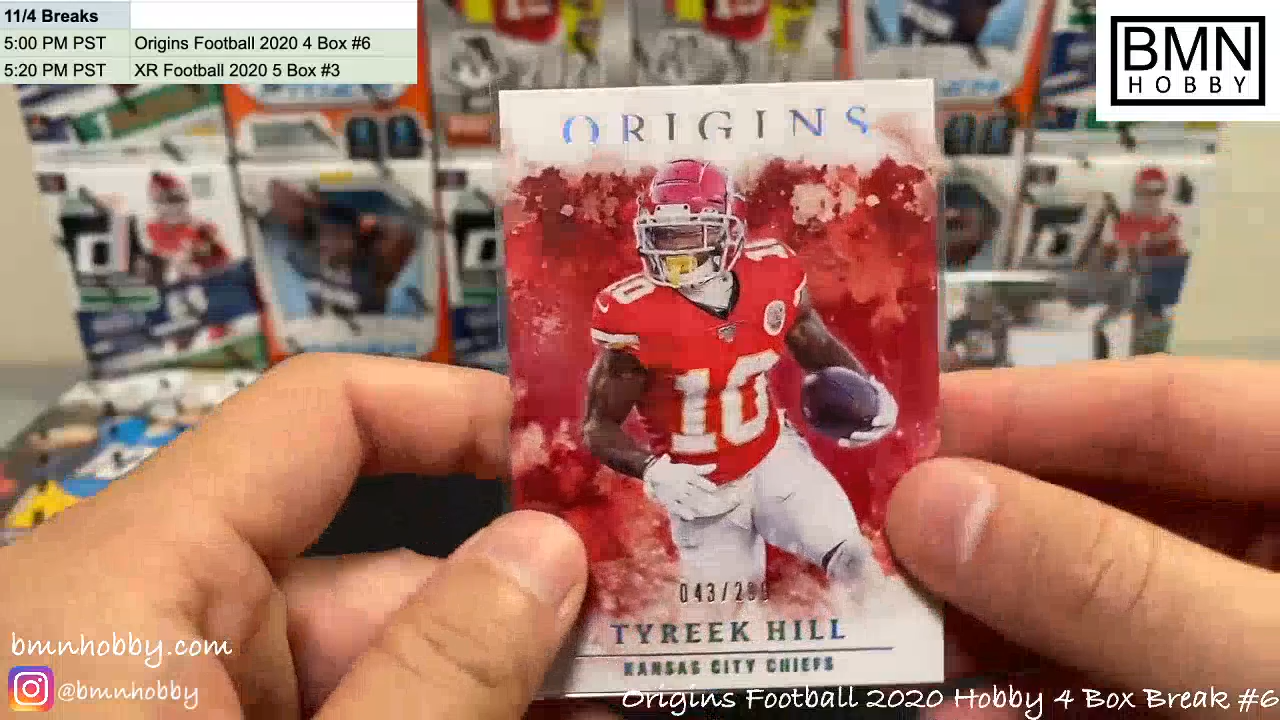 11/4 Breaks
5:00 PM PST Origins Football 2020 4 Box #6
5:20 PM PST XR Football 2020 5 Box #3
BMN
HOBBY
ORIGINS
10
10
TYREEK HILL
KANSAS CITY CHIEFS
bmnhobby.com
@bmnhobby
Origins Football 2020 Hobby 4 Box Break #6